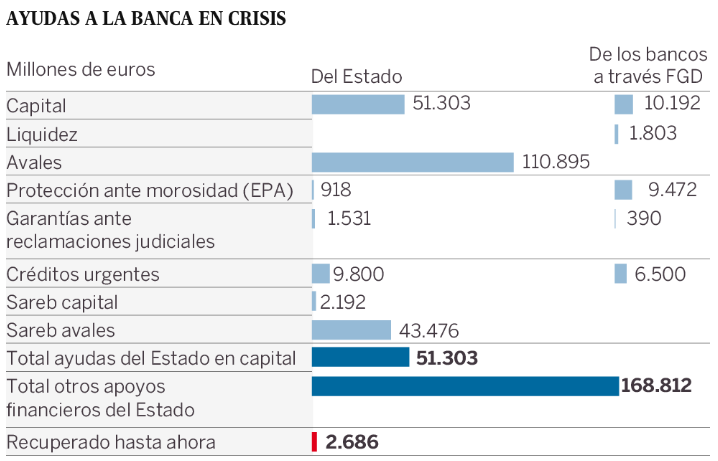 AYUDAS A LA BANCA EN CRISIS
Millones de euros
Del Estado
De los bancos
a través FGD
Capital 51.303 10.192
Liquidez 1.803
Avales 110.895
Protección ante morosidad (EPA) 918 9.472
Garantías ante
reclamaciones judiciales 1.531 390
Créditos urgentes 9.800 6.500
Sareb capital 2.192
Sareb avales 43.476
Total ayudas del Estado en capital 51.303
Total otros apoyos
financieros del Estado 168.812
Recuperado hasta ahora 2.686